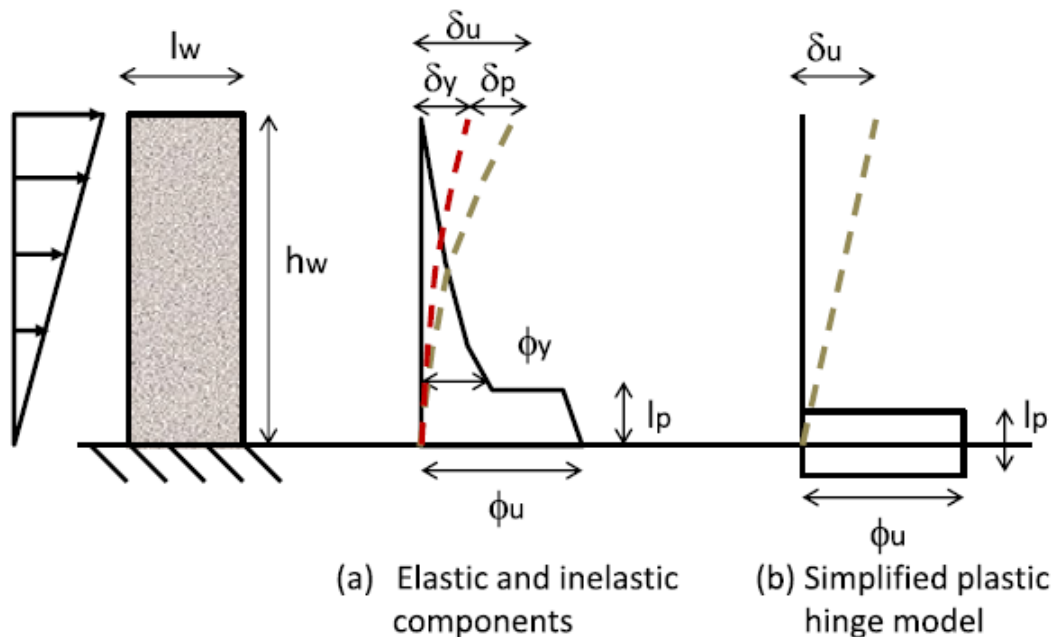 lw
hw
δu
δy
δp
ϕy
lp
ϕu
(a) Elastic and inelastic
components
δu
lp
ϕu
(b) Simplified plastic
hinge model